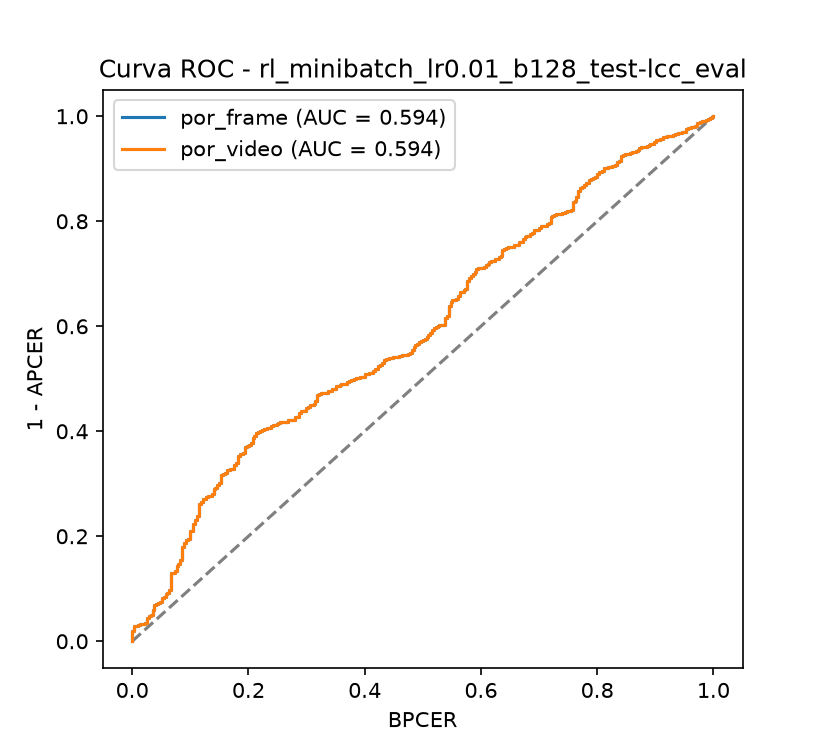 Curva ROC - rl_minibatch_lr0.01_b128_test-lcc_eval
por_frame (AUC = 0.594)
por_video (AUC = 0.594)
1.0
0.8
0.6
0.4
0.2
0.0
1 - APCER
0.0 0.2 0.4 0.6 0.8 1.0
BPCER